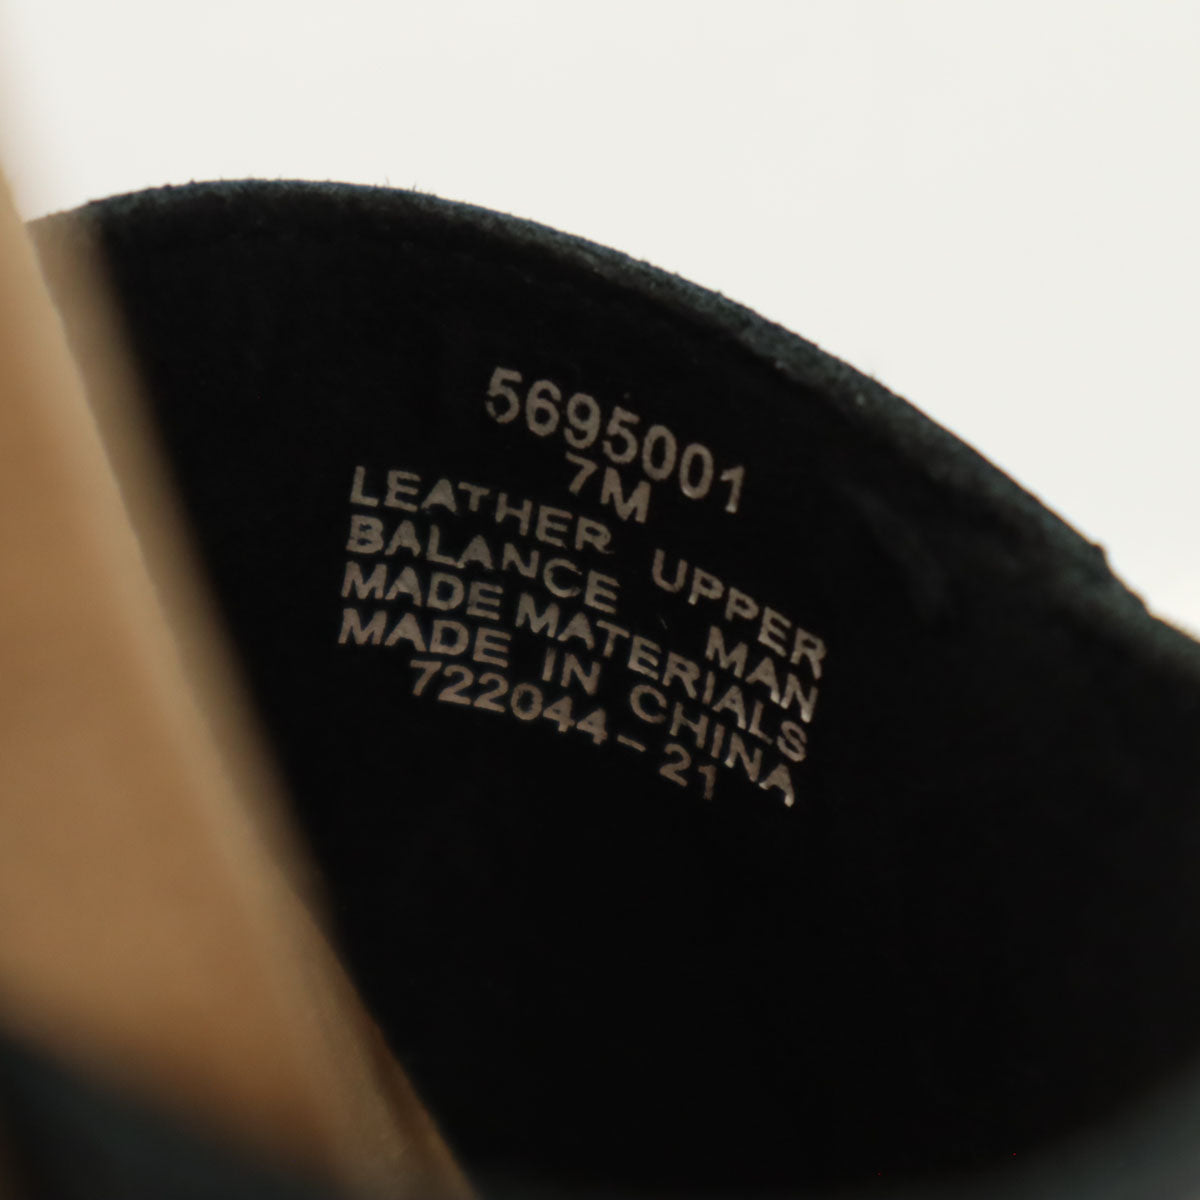 5695001
7M
LEATHER UPPER
BALANCE MAN
MADE MATERIALS
MADE IN CHINA
722044-21